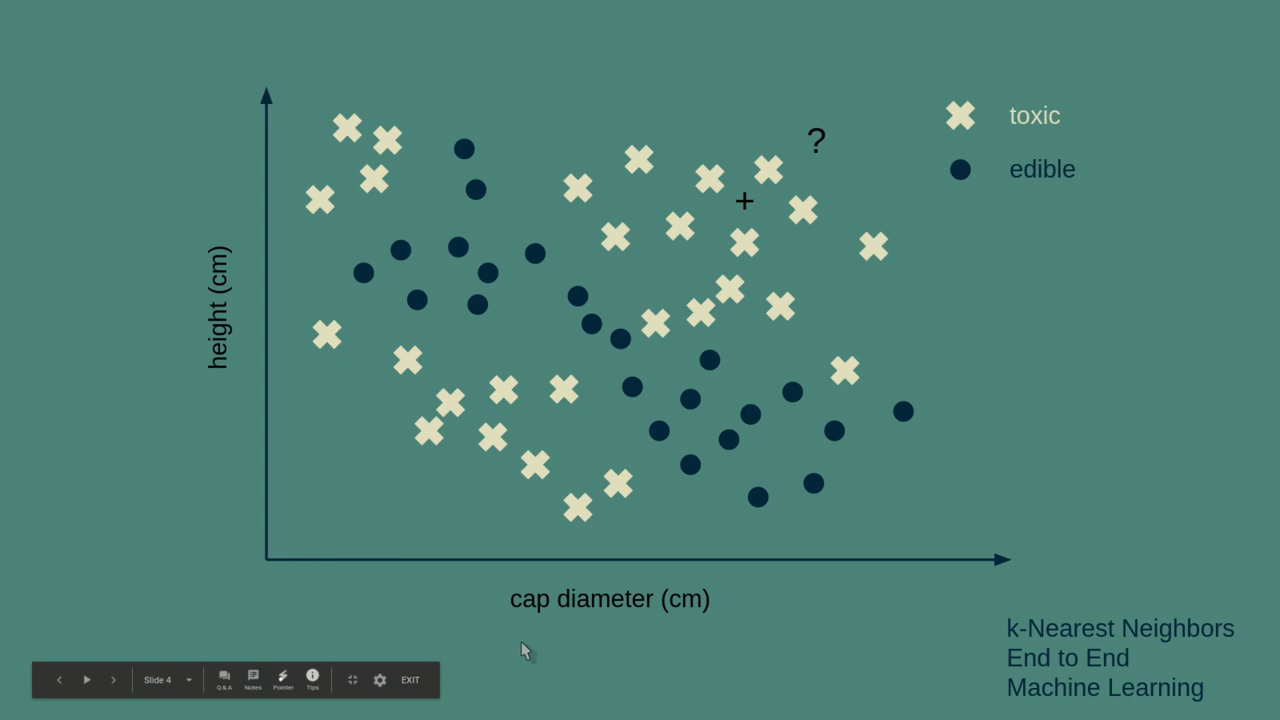 toxic
?
edible
+
height (cm)
cap diameter (cm)
k-Nearest Neighbors
End to End
Machine Learning
Slide 4
Q&A
Notes
Pointer
Tips
EXIT